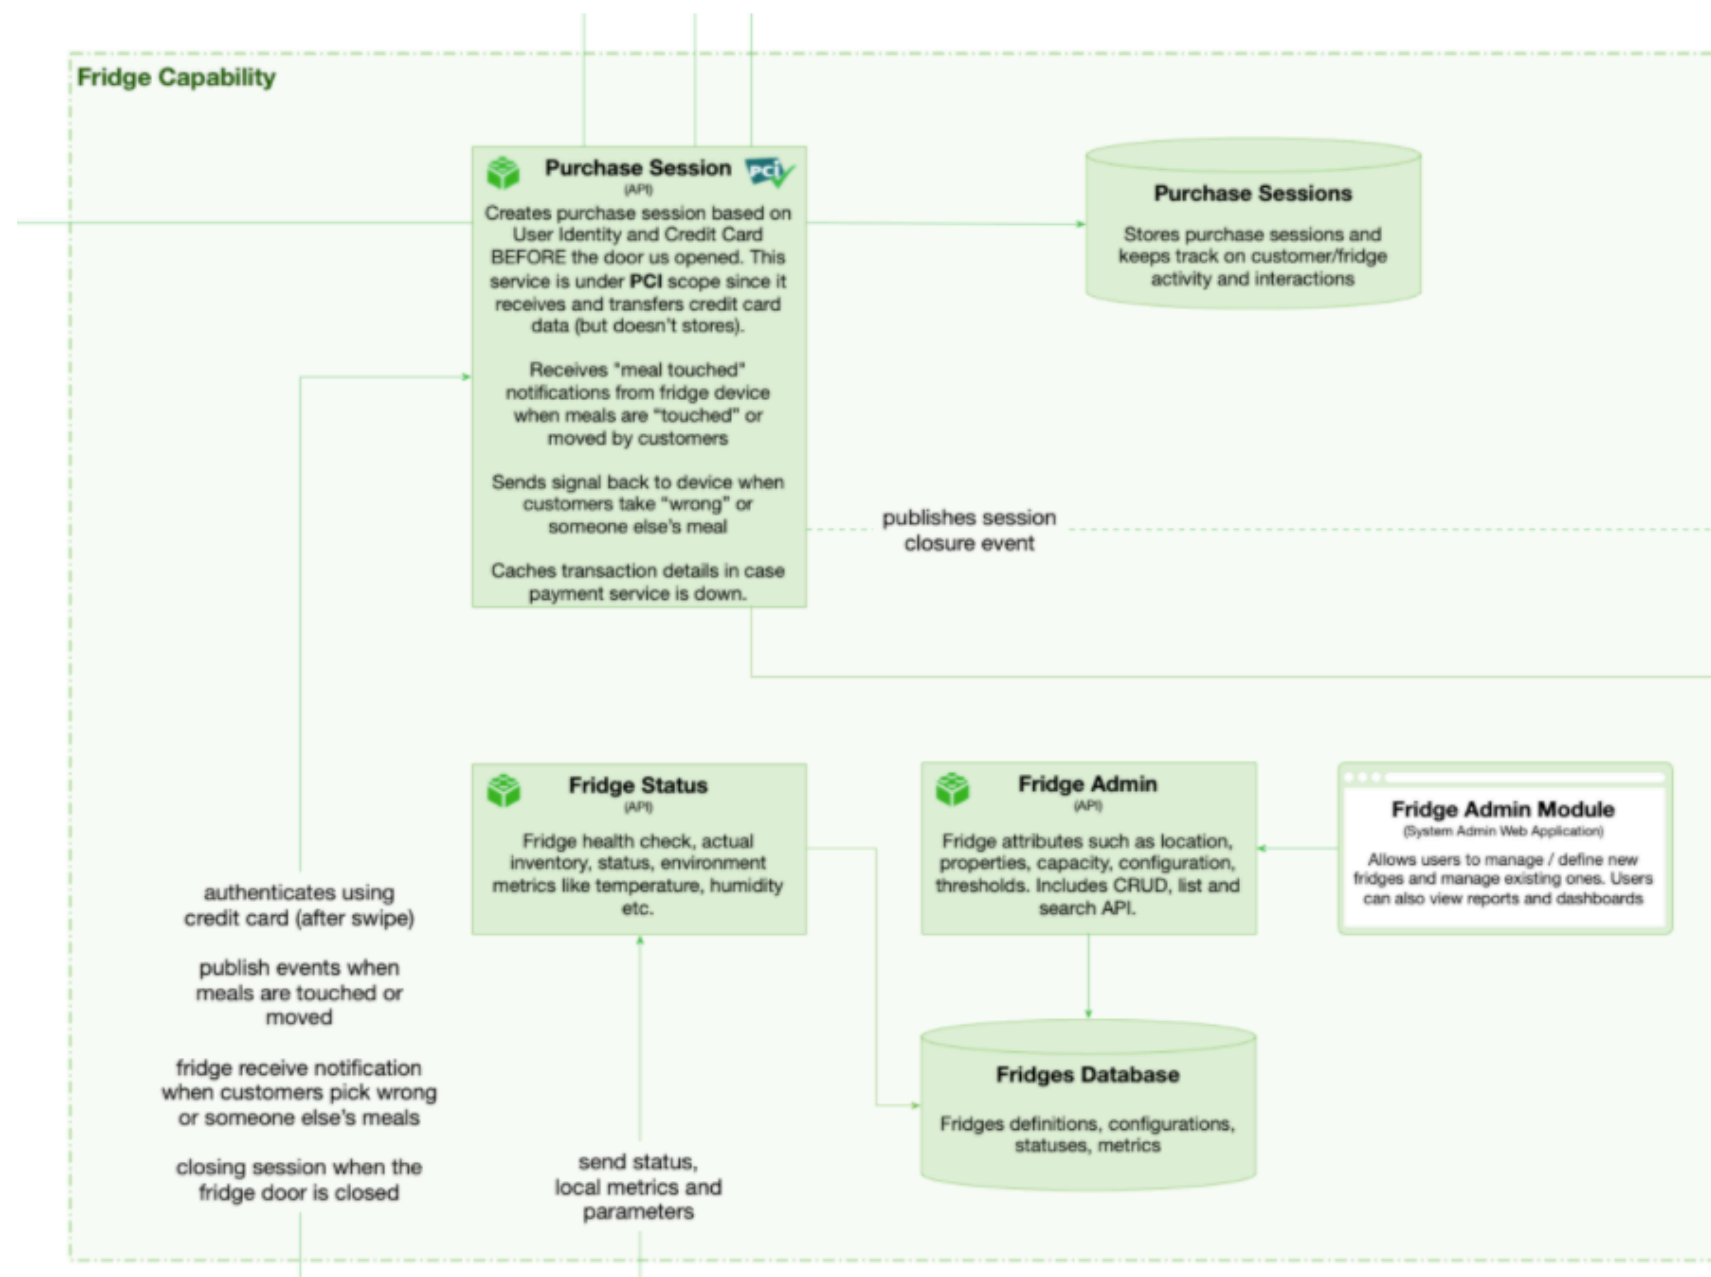 Fridge Capability
Purchase Session
PCI
(API)
Creates purchase session based on
User Identity and Credit Card
BEFORE the door us opened. This
service is under PCI scope since it
receives and transfers credit card
data (but doesn't stores).
Receives "meal touched"
notifications from fridge device
when meals are “touched” or
moved by customers
Sends signal back to device when
customers take “wrong” or
someone else's meal
Caches transaction details in case
payment service is down.
Purchase Sessions
Stores purchase sessions and
keeps track on customer/fridge
activity and interactions
publishes session
closure event
Fridge Status
(API)
Fridge health check, actual
inventory, status, environment
metrics like temperature, humidity
etc.
Fridge Admin
(API)
Fridge attributes such as location,
properties, capacity, configuration,
thresholds. Includes CRUD, list and
search API.
Fridge Admin Module
(System Admin Web Application)
Allows users to manage / define new
fridges and manage existing ones. Users
can also view reports and dashboards
authenticates using
credit card (after swipe)
publish events when
meals are touched or
moved
fridge receive notification
when customers pick wrong
or someone else's meals
closing session when the
fridge door is closed
send status,
local metrics and
parameters
Fridges Database
Fridges definitions, configurations,
statuses, metrics